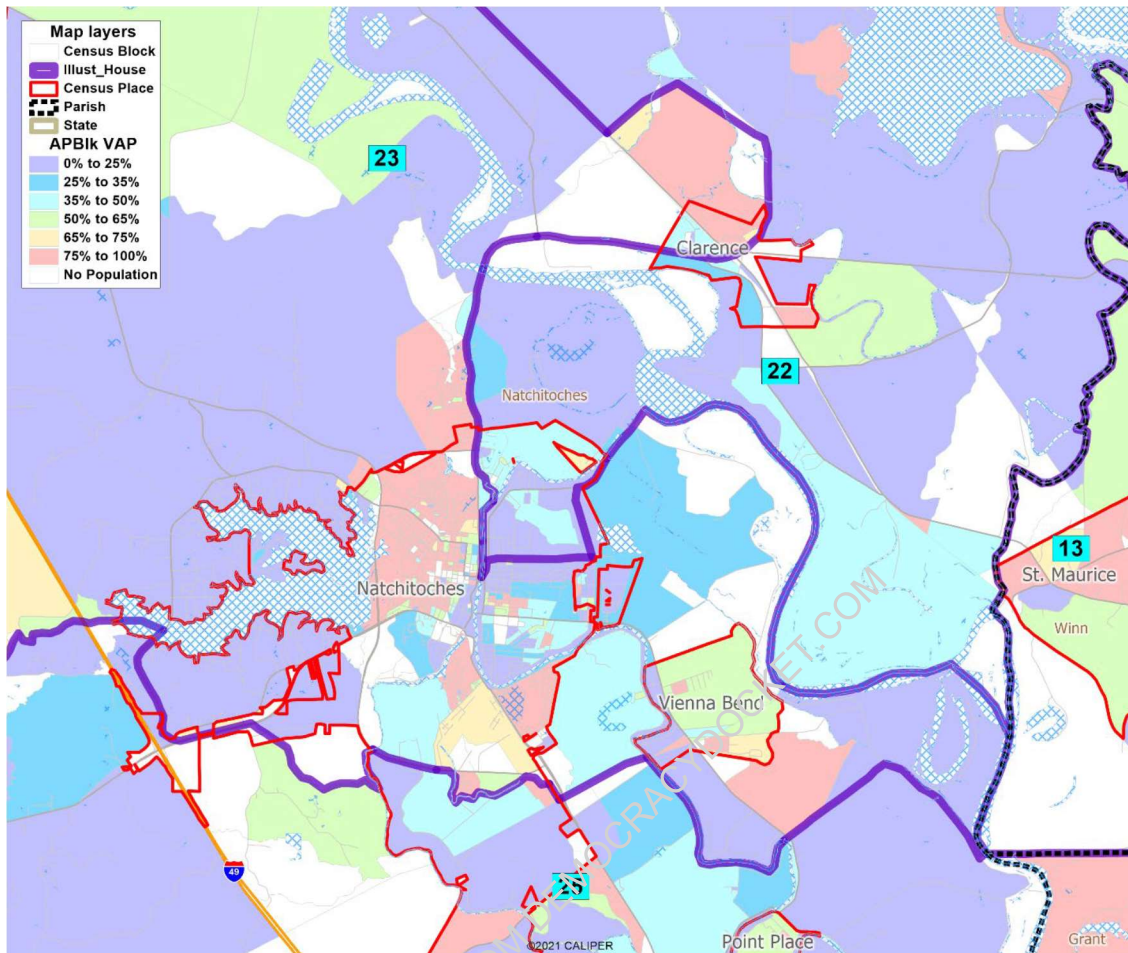 Map layers
Census Block
Illust_House
Census Place
Parish
State
APBlk VAP
0% to 25%
25% to 35%
35% to 50%
50% to 65%
65% to 75%
75% to 100%
No Population
23
Clarence
22
Natchitoches
13
St. Maurice
Natchitoches
Winn
Vienna Bend
49
25
M DEMOCRACYDOCKET.COM
©2021 CALIPER
Point Place
Grant